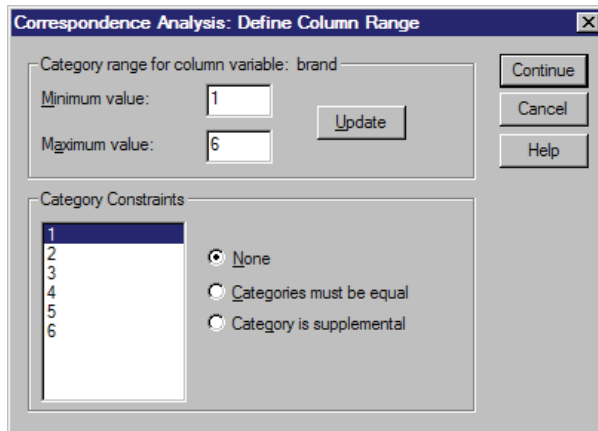 Correspondence Analysis: Define Column Range
Category range for column variable: brand
Minimum value: 1
Maximum value: 6
Update
Continue
Cancel
Help
Category Constraints
1
2
3
4
5
6
None
Categories must be equal
Category is supplemental